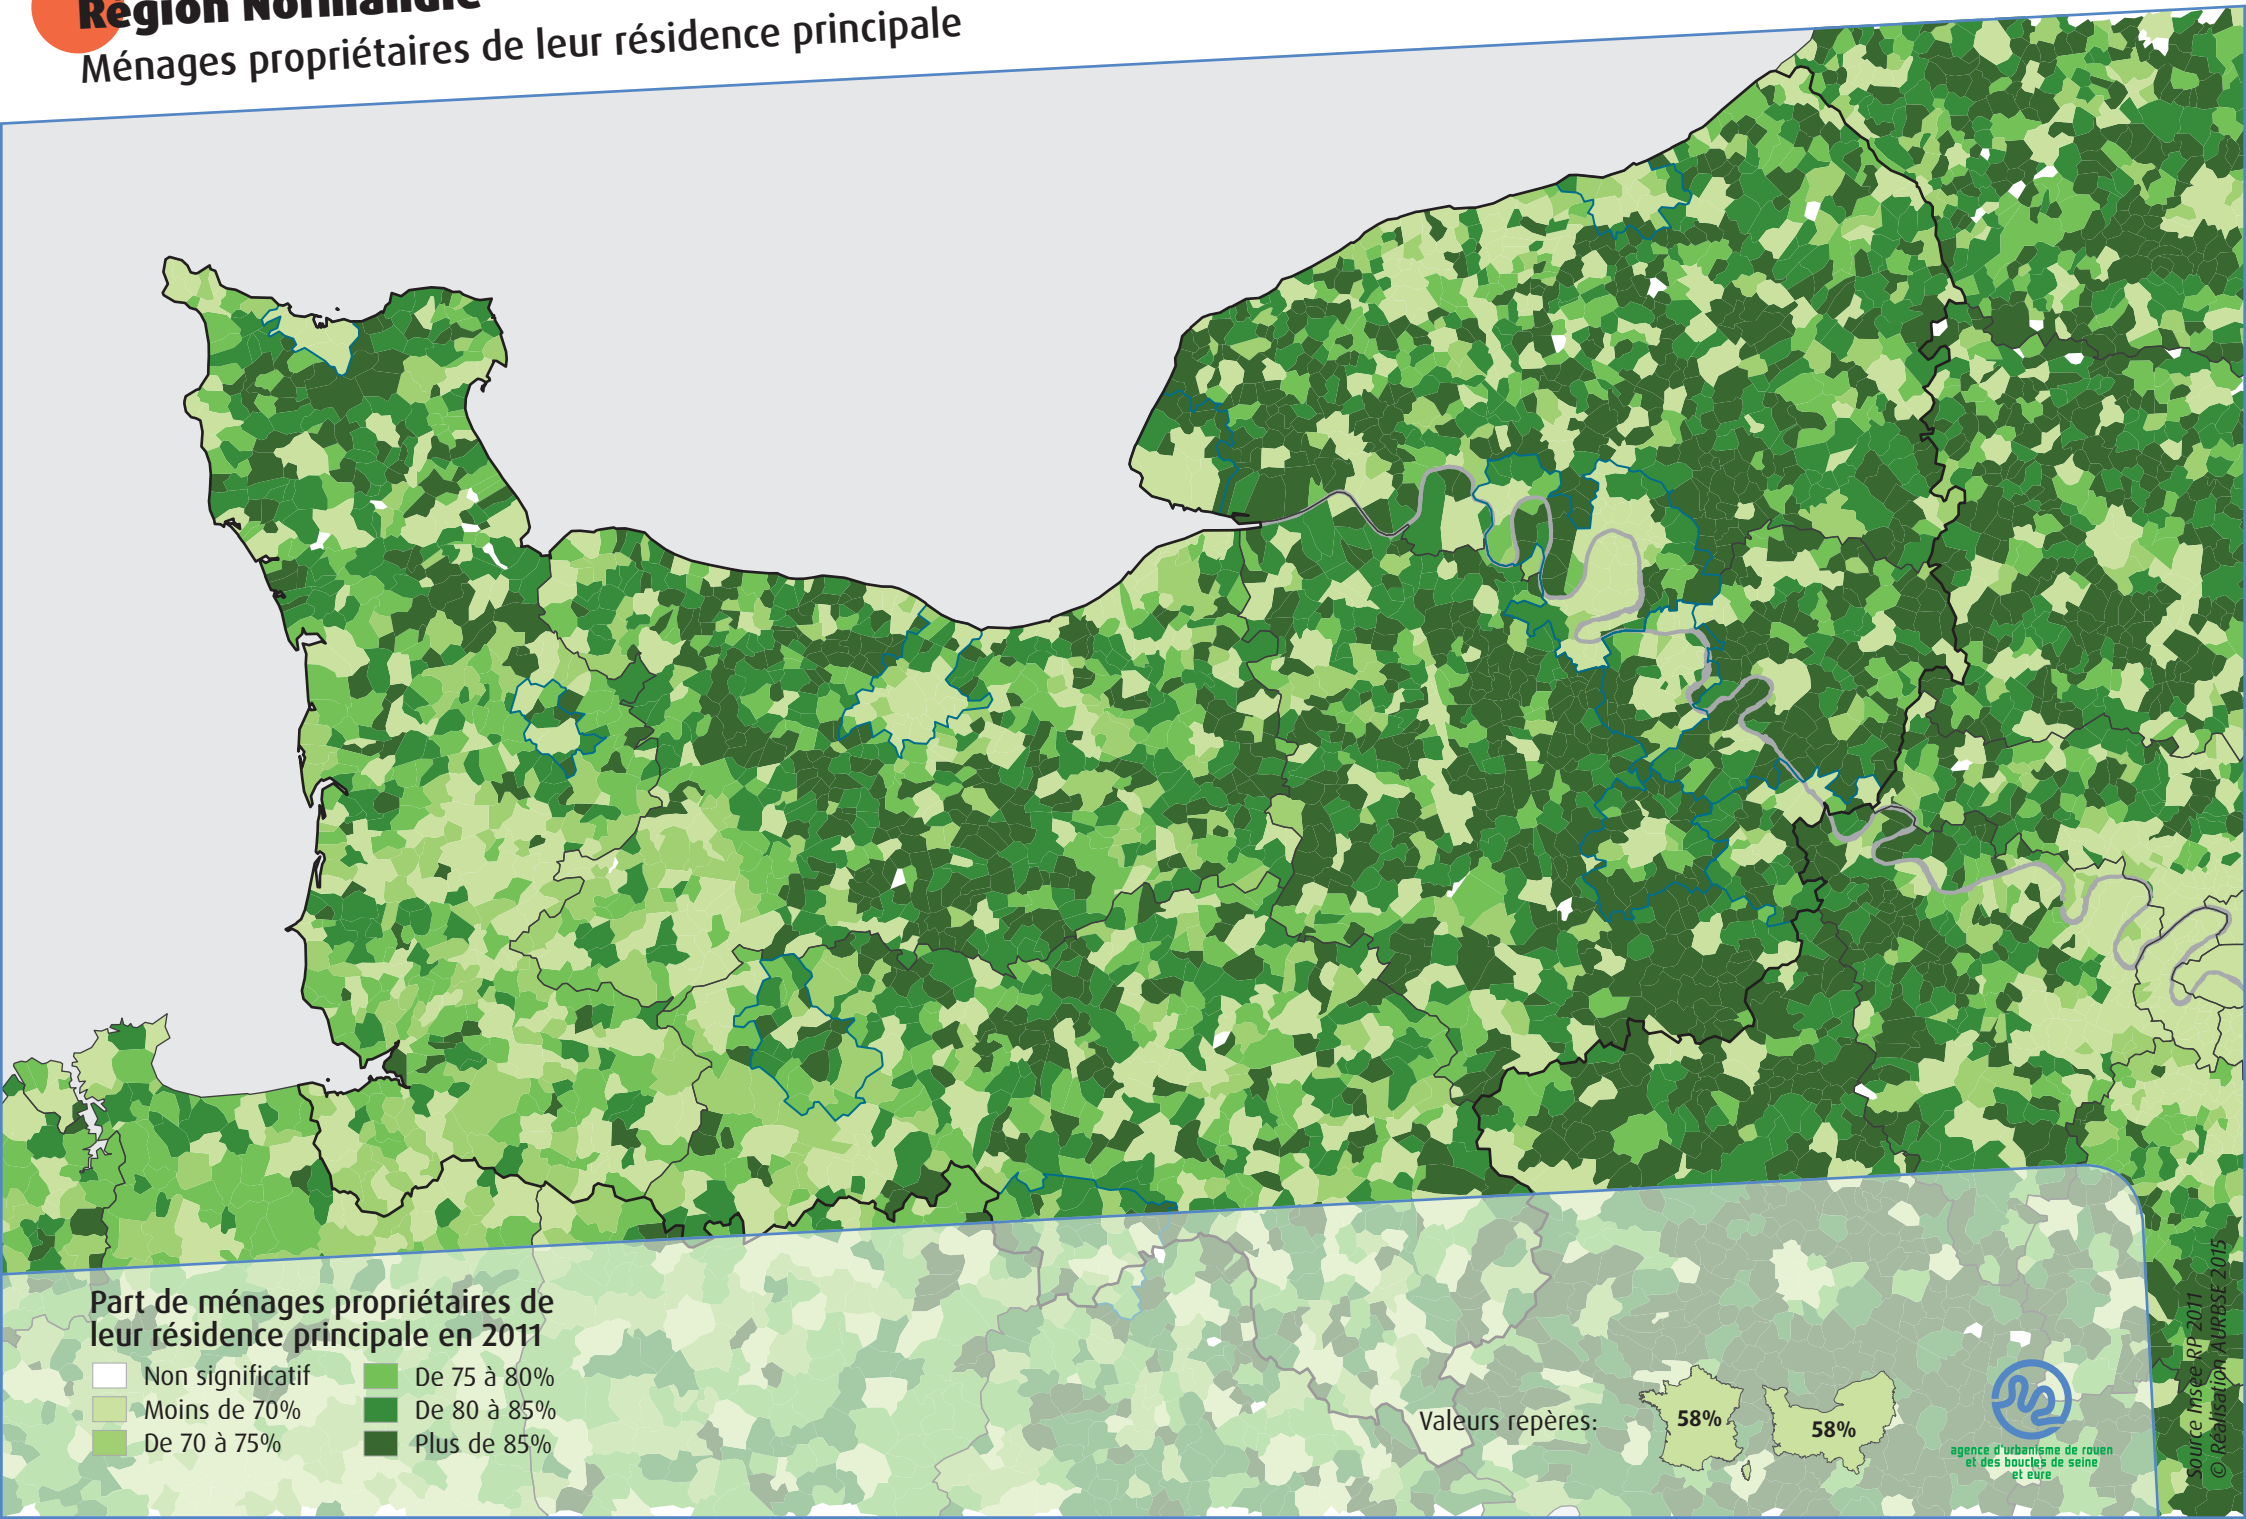 Région Normandie
Ménages propriétaires de leur résidence principale
Part de ménages propriétaires de
leur résidence principale en 2011
Non significatif
Moins de 70%
De 70 à 75%
De 75 à 80%
De 80 à 85%
Plus de 85%
Valeurs repères:
58%
58%
agence d'urbanisme de rouen
et des boucles de seine
et eure
Source Insee RP 2011
© Réalisation AURBSE 2015